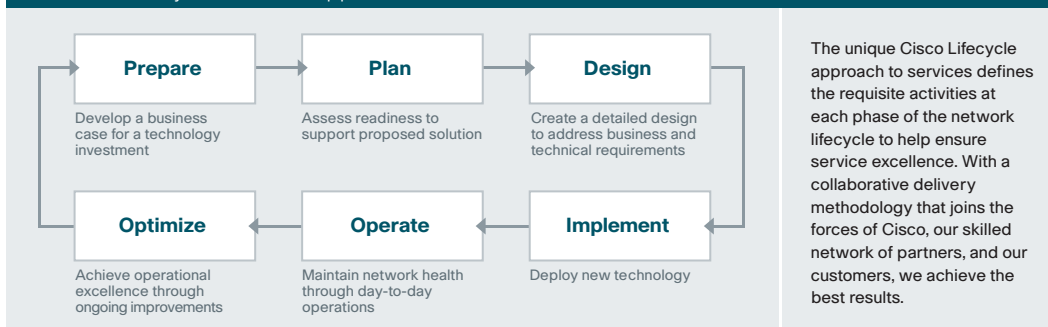 Prepare
Develop a business
case for a technology
investment
Plan
Assess readiness to
support proposed solution
Design
Create a detailed design
to address business and
technical requirements
Optimize
Achieve operational
excellence through
ongoing improvements
Operate
Maintain network health
through day-to-day
operations
Implement
Deploy new technology
The unique Cisco Lifecycle
approach to services defines
the requisite activities at
each phase of the network
lifecycle to help ensure
service excellence. With a
collaborative delivery
methodology that joins the
forces of Cisco, our skilled
network of partners, and our
customers, we achieve the
best results.